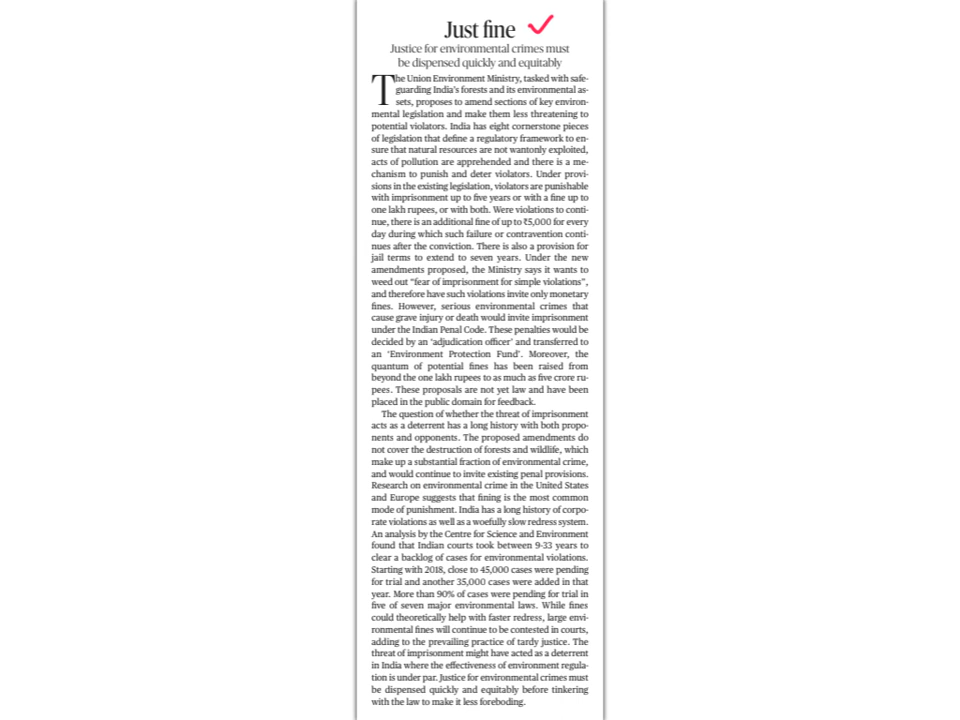 Just fine
Justice for environmental crimes must
be dispensed quickly and equitably
The Union Environment Ministry, tasked with safe-
guarding India's forests and its environmental as-
sets, proposes to amend sections of key environ-
mental legislation and make them less threatening to
potential violators. India has eight cornerstone pieces
of legislation that define a regulatory framework to en-
sure that natural resources are not wantonly exploited,
acts of pollution are apprehended and there is a me-
chanism to punish and deter violators. Under provi-
sions in the existing legislation, violators are punishable
with imprisonment up to five years or with a fine up to
one lakh rupees, or with both. Were violations to conti-
nue, there is an additional fine of up to ₹5,000 for every
day during which such failure or contravention conti-
nues after the conviction. There is also a provision for
jail terms to extend to seven years. Under the new
amendments proposed, the Ministry says it wants to
weed out "fear of imprisonment for simple violations",
and therefore have such violations invite only monetary
fines. However, serious environmental crimes that
cause grave injury or death would invite imprisonment
under the Indian Penal Code. These penalties would be
decided by an 'adjudication officer' and transferred to
an 'Environment Protection Fund'. Moreover, the
quantum of potential fines has been raised from
beyond the one lakh rupees to as much as five crore ru-
pees. These proposals are not yet law and have been
placed in the public domain for feedback.
The question of whether the threat of imprisonment
acts as a deterrent has a long history with both propo-
nents and opponents. The proposed amendments do
not cover the destruction of forests and wildlife, which
make up a substantial fraction of environmental crime,
and would continue to invite existing penal provisions.
Research on environmental crime in the United States
and Europe suggests that fining is the most common
mode of punishment. India has a long history of corpo-
rate violations as well as a woefully slow redress system.
An analysis by the Centre for Science and Environment
found that Indian courts took between 9-33 years to
clear a backlog of cases for environmental violations.
Starting with 2018, close to 45,000 cases were pending
for trial and another 35,000 cases were added in that
year. More than 90% of cases were pending for trial in
five of seven major environmental laws. While fines
could theoretically help with faster redress, large envi-
ronmental fines will continue to be contested in courts,
adding to the prevailing practice of tardy justice. The
threat of imprisonment might have acted as a deterrent
in India where the effectiveness of environment regula-
tion is under par. Justice for environmental crimes must
be dispensed quickly and equitably before tinkering
with the law to make it less foreboding.